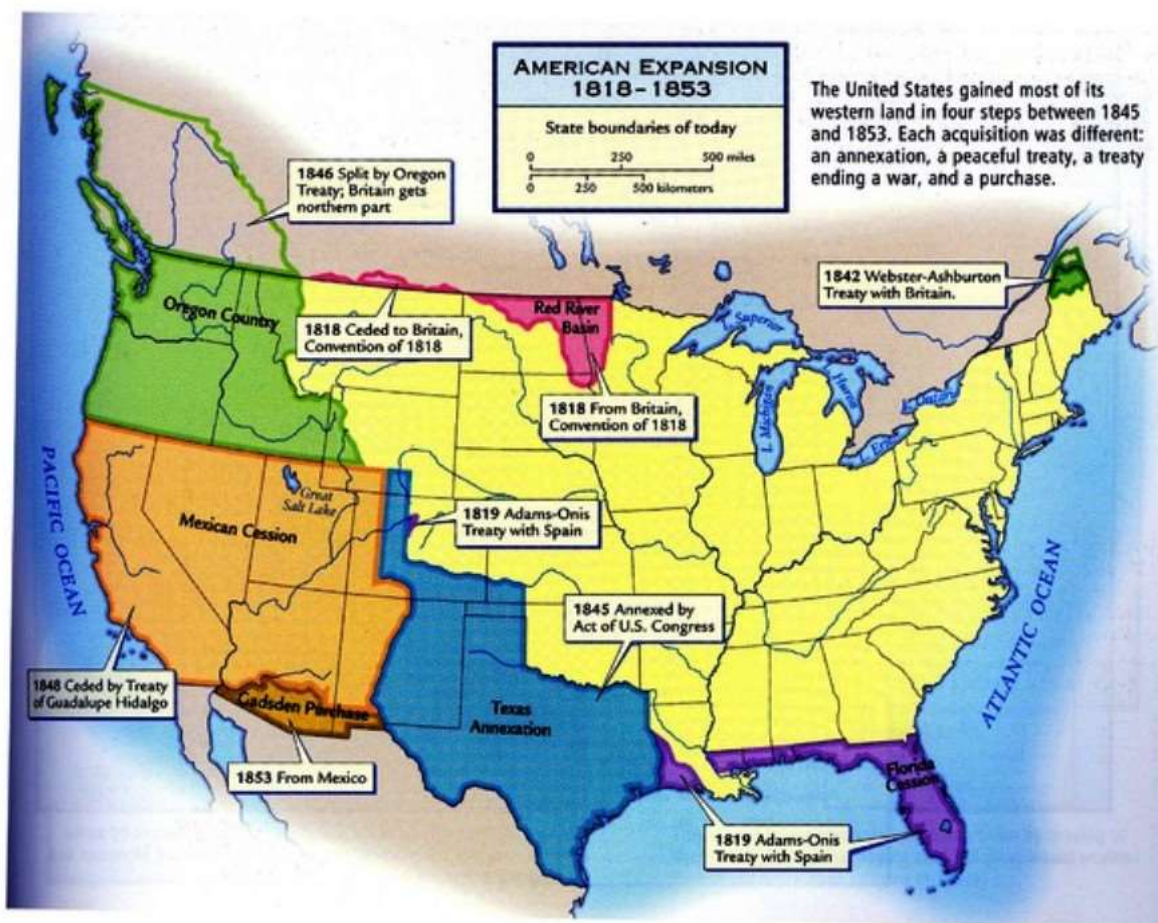 AMERICAN EXPANSION
1818–1853
State boundaries of today
0 250 500 miles
0 250 500 kilometers
The United States gained most of its
western land in four steps between 1845
and 1853. Each acquisition was different:
an annexation, a peaceful treaty, a treaty
ending a war, and a purchase.
1846 Split by Oregon
Treaty; Britain gets
northern part
1842 Webster-Ashburton
Treaty with Britain.
Oregon Country
1818 Ceded to Britain,
Convention of 1818
Red River
Basin
1818 From Britain,
Convention of 1818
L. Superior
L. Michigan
L. Huron
L. Ontario
L. Erie
PACIFIC OCEAN
Great
Salt Lake
Mexican Cession
1819 Adams-Onis
Treaty with Spain
1845 Annexed by
Act of U.S. Congress
ATLANTIC OCEAN
1848 Ceded by Treaty
of Guadalupe Hidalgo
Gadsden Purchase
Texas
Annexation
1853 From Mexico
Florida
Cession
1819 Adams-Onis
Treaty with Spain